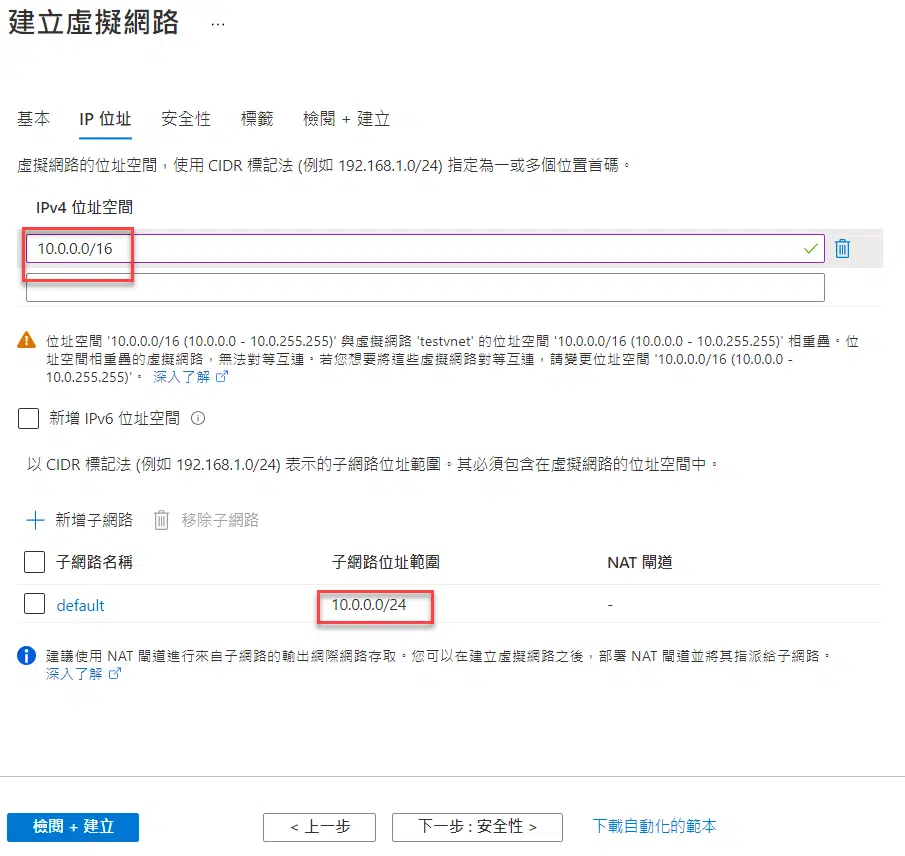 建立虛擬網路 ...
基本 IP 位址 安全性 標籤 檢閱 + 建立
虛擬網路的位址空間，使用 CIDR 標記法 (例如 192.168.1.0/24) 指定為一或多個位置首碼。
IPv4 位址空間
10.0.0.0/16
位址空間 '10.0.0.0/16 (10.0.0.0 - 10.0.255.255)' 與虛擬網路 'testvnet' 的位址空間 '10.0.0.0/16 (10.0.0.0 - 10.0.255.255)' 相重疊。位
址空間相重疊的虛擬網路，無法對等互連。若您想要將這些虛擬網路對等互連，請變更位址空間 '10.0.0.0/16 (10.0.0.0 -
10.0.255.255)'。 深入了解
新增 IPv6 位址空間
以 CIDR 標記法 (例如 192.168.1.0/24) 表示的子網路位址範圍。其必須包含在虛擬網路的位址空間中。
新增子網路 移除子網路
子網路名稱 子網路位址範圍 NAT 閘道
default 10.0.0.0/24 -
建議使用 NAT 閘道進行來自子網路的輸出網際網路存取。您可以在建立虛擬網路之後，部署 NAT 閘道並將其指派給子網路。
深入了解
檢閱 + 建立 < 上一步 下一步 : 安全性 > 下載自動化的範本